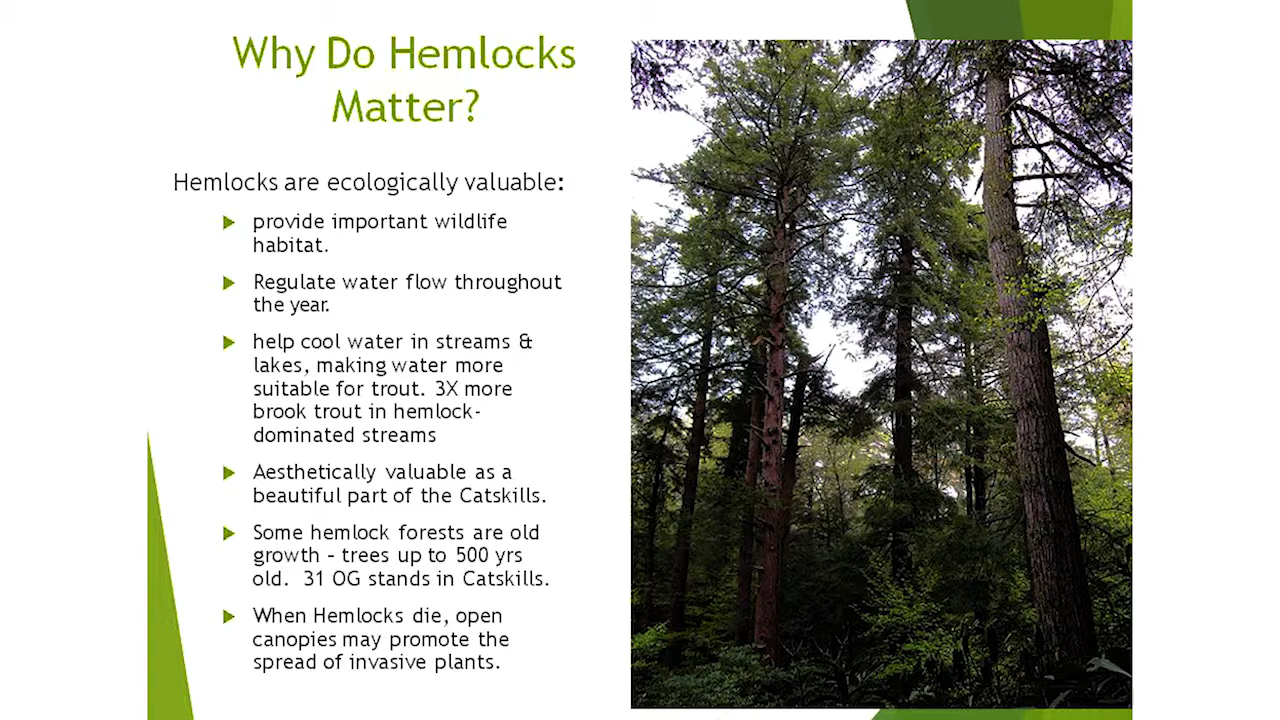 Why Do Hemlocks
Matter?
Hemlocks are ecologically valuable:
provide important wildlife
habitat.
Regulate water flow throughout
the year.
help cool water in streams &
lakes, making water more
suitable for trout. 3X more
brook trout in hemlock-
dominated streams
Aesthetically valuable as a
beautiful part of the Catskills.
Some hemlock forests are old
growth – trees up to 500 yrs
old. 31 OG stands in Catskills.
When Hemlocks die, open
canopies may promote the
spread of invasive plants.